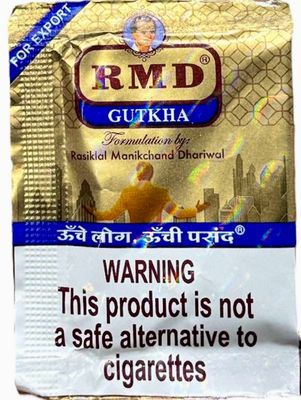 FOR EXPORT
RMD®
GUTKHA
Formulation by:
Rasiklal Manikchand Dhariwal
ऊँचे लोग, ऊँची पसंद®
WARNING
This product is not
a safe alternative to
cigarettes